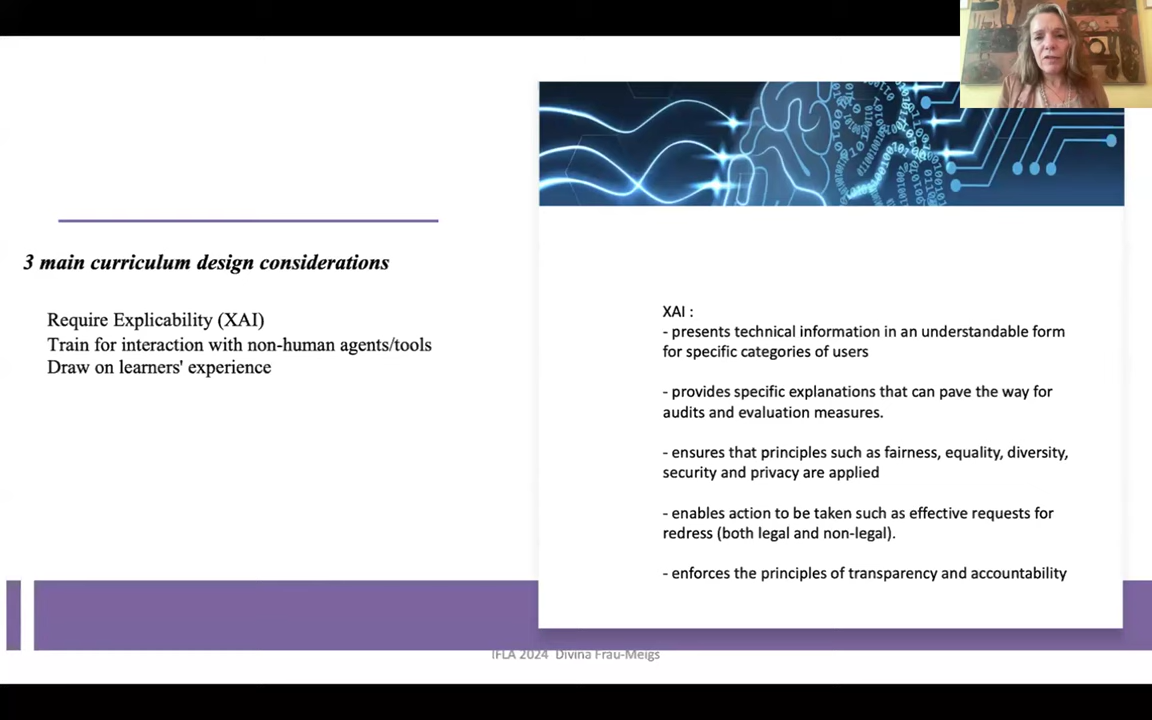 3 main curriculum design considerations
Require Explicability (XAI)
Train for interaction with non-human agents/tools
Draw on learners' experience
XAI :
- presents technical information in an understandable form
for specific categories of users
- provides specific explanations that can pave the way for
audits and evaluation measures.
- ensures that principles such as fairness, equality, diversity,
security and privacy are applied
- enables action to be taken such as effective requests for
redress (both legal and non-legal).
- enforces the principles of transparency and accountability
IFLA 2024 Divina Frau-Meigs